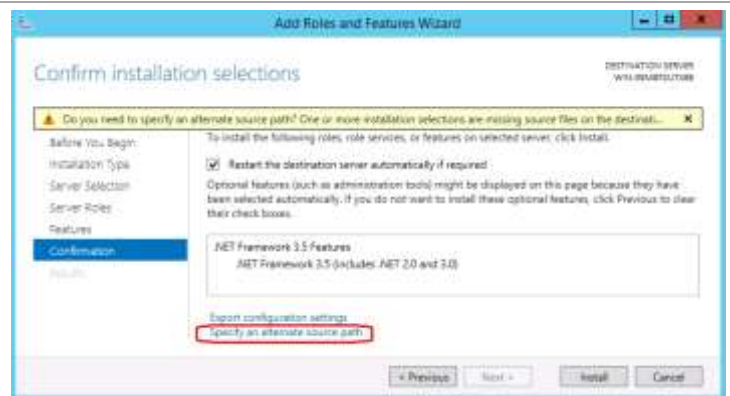 Add Roles and Features Wizard
Confirm installation selections
DESTINATION SERVER
Do you need to specify an alternate source path? One or more installation selections are missing source files on the destinati...
Before You Begin
Installation Type
Server Selection
Server Roles
Features
Confirmation
Results
To install the following roles, role services, or features on selected server, click Install.
Restart the destination server automatically if required
Optional features (such as administration tools) might be displayed on this page because they have
been selected automatically. If you do not want to install these optional features, click Previous to clear
their check boxes.
.NET Framework 3.5 Features
.NET Framework 3.5 (includes .NET 2.0 and 3.0)
Export configuration settings
Specify an alternate source path
< Previous
Next >
Install
Cancel